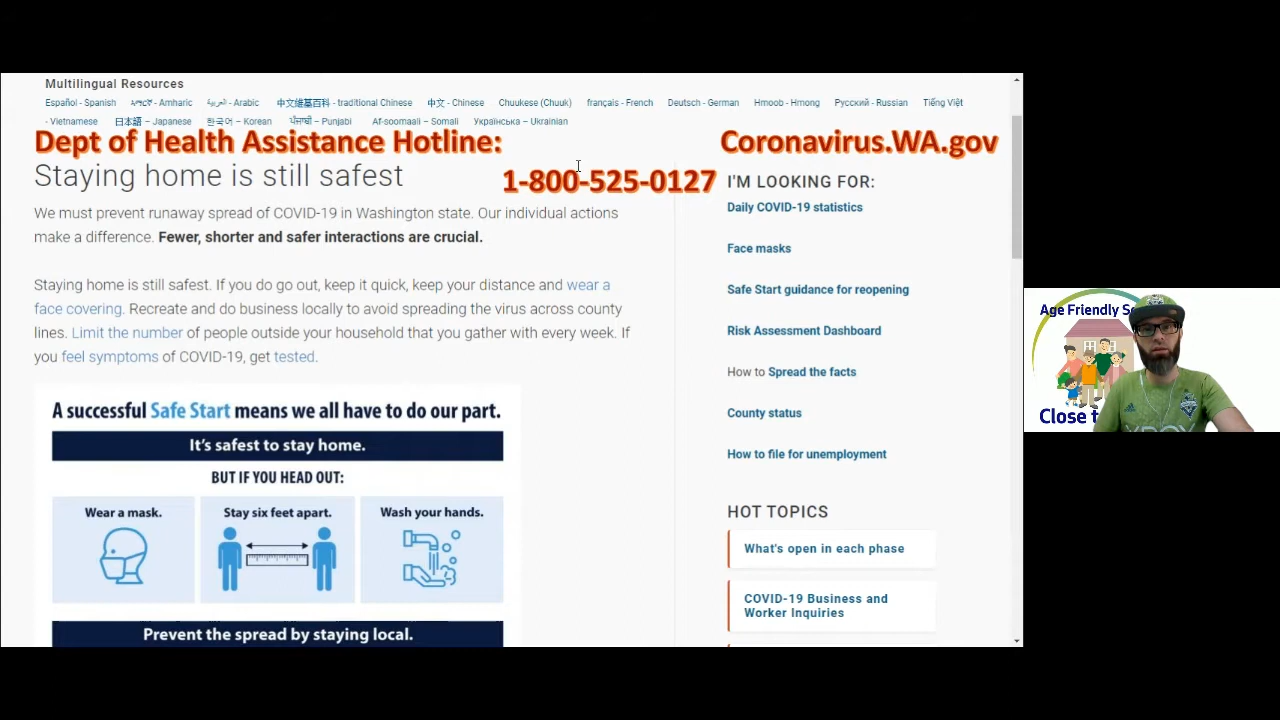 Multilingual Resources
Español - Spanish አማርኛ - Amharic العربية - Arabic 中文維基百科 - traditional Chinese 中文 - Chinese Chuukese (Chuuk) français - French Deutsch - German Hmoob - Hmong Русский - Russian Tiếng Việt
- Vietnamese 日本語 – Japanese 한국어 – Korean ਪੰਜਾਬੀ – Punjabi Af-soomaali – Somali Українська – Ukrainian
Dept of Health Assistance Hotline:
1-800-525-0127
Staying home is still safest
We must prevent runaway spread of COVID-19 in Washington state. Our individual actions
make a difference. Fewer, shorter and safer interactions are crucial.
Staying home is still safest. If you do go out, keep it quick, keep your distance and wear a
face covering. Recreate and do business locally to avoid spreading the virus across county
lines. Limit the number of people outside your household that you gather with every week. If
you feel symptoms of COVID-19, get tested.
A successful Safe Start means we all have to do our part.
It's safest to stay home.
BUT IF YOU HEAD OUT:
Wear a mask. Stay six feet apart. Wash your hands.
Prevent the spread by staying local.
Coronavirus.WA.gov
I'M LOOKING FOR:
Daily COVID-19 statistics
Face masks
Safe Start guidance for reopening
Risk Assessment Dashboard
How to Spread the facts
County status
How to file for unemployment
HOT TOPICS
What's open in each phase
COVID-19 Business and
Worker Inquiries
Age Friendly
Close